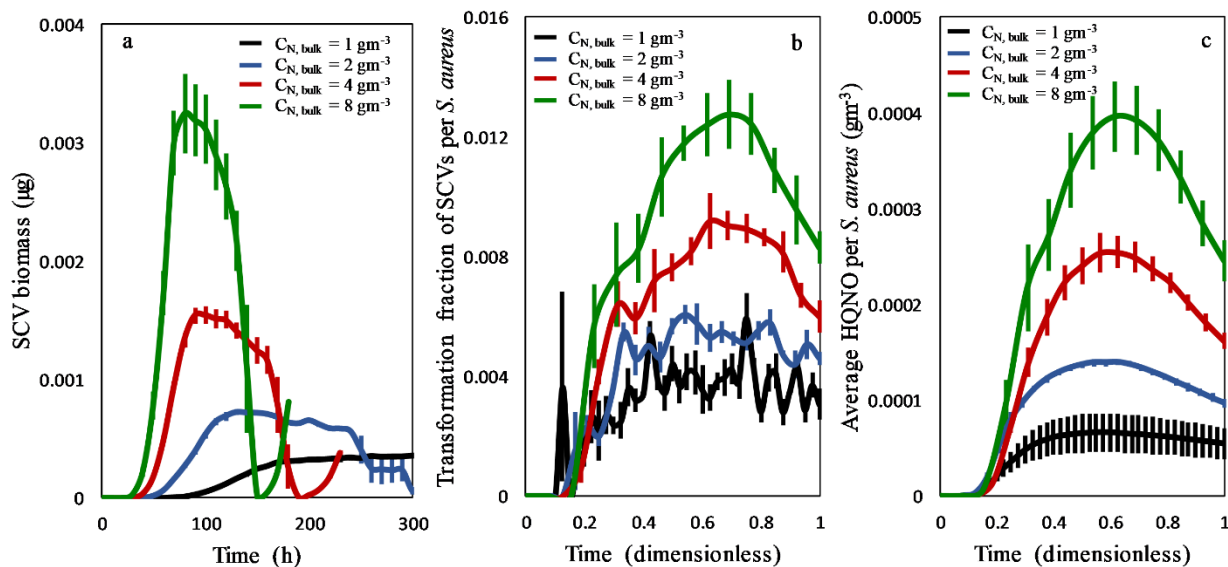 a
C_N, bulk = 1 gm⁻³
C_N, bulk = 2 gm⁻³
C_N, bulk = 4 gm⁻³
C_N, bulk = 8 gm⁻³
SCV biomass (µg)
0.004
0.003
0.002
0.001
0
0 100 200 300
Time (h)
b
C_N, bulk = 1 gm⁻³
C_N, bulk = 2 gm⁻³
C_N, bulk = 4 gm⁻³
C_N, bulk = 8 gm⁻³
Transformation fraction of SCVs per S. aureus
0.016
0.012
0.008
0.004
0
0 0.2 0.4 0.6 0.8 1
Time (dimensionless)
c
C_N, bulk = 1 gm⁻³
C_N, bulk = 2 gm⁻³
C_N, bulk = 4 gm⁻³
C_N, bulk = 8 gm⁻³
Average HQNO per S. aureus (gm⁻³)
0.0005
0.0004
0.0003
0.0002
0.0001
0
0 0.2 0.4 0.6 0.8 1
Time (dimensionless)